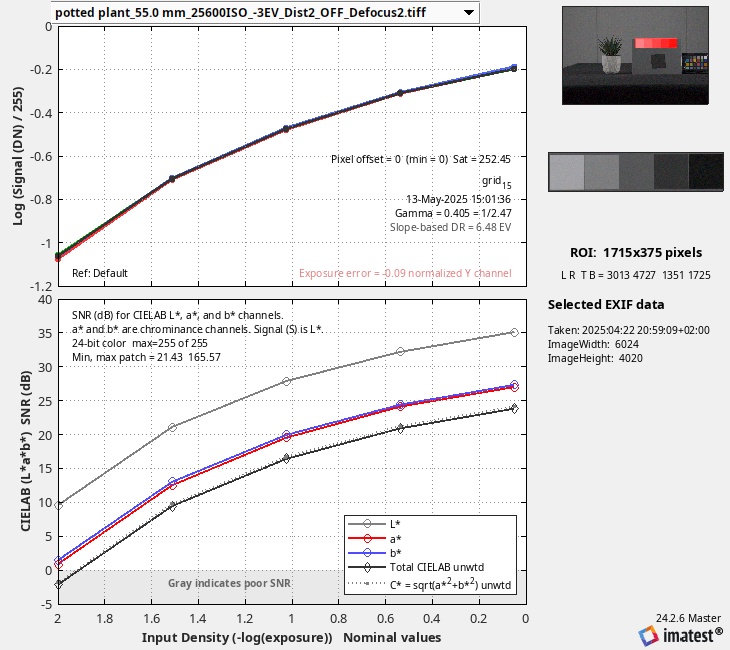 potted plant_55.0 mm_25600ISO_-3EV_Dist2_OFF_Defocus2.tiff
0
-0.2
-0.4
-0.6
-0.8
-1
-1.2
Log (Signal (DN) / 255)
Pixel offset = 0 (min = 0) Sat = 252.45
grid15
13-May-2025 15:01:36
Gamma = 0.405 = 1/2.47
Slope-based DR = 6.48 EV
Ref: Default
Exposure error = -0.09 normalized Y channel
ROI: 1715x375 pixels
L R T B = 3013 4727 1351 1725
Selected EXIF data
Taken: 2025:04:22 20:59:09+02:00
ImageWidth: 6024
ImageHeight: 4020
40
35
30
25
20
15
10
5
0
-5
CIELAB (L*a*b*) SNR (dB)
SNR (dB) for CIELAB L*, a*, and b* channels.
a* and b* are chrominance channels. Signal (S) is L*.
24-bit color max=255 of 255
Min, max patch = 21.43 165.57
L*
a*
b*
Total CIELAB unwtd
C* = sqrt(a*2+b*2) unwtd
Gray indicates poor SNR
2 1.8 1.6 1.4 1.2 1 0.8 0.6 0.4 0.2 0
Input Density (-log(exposure)) Nominal values
24.2.6 Master
imatest®